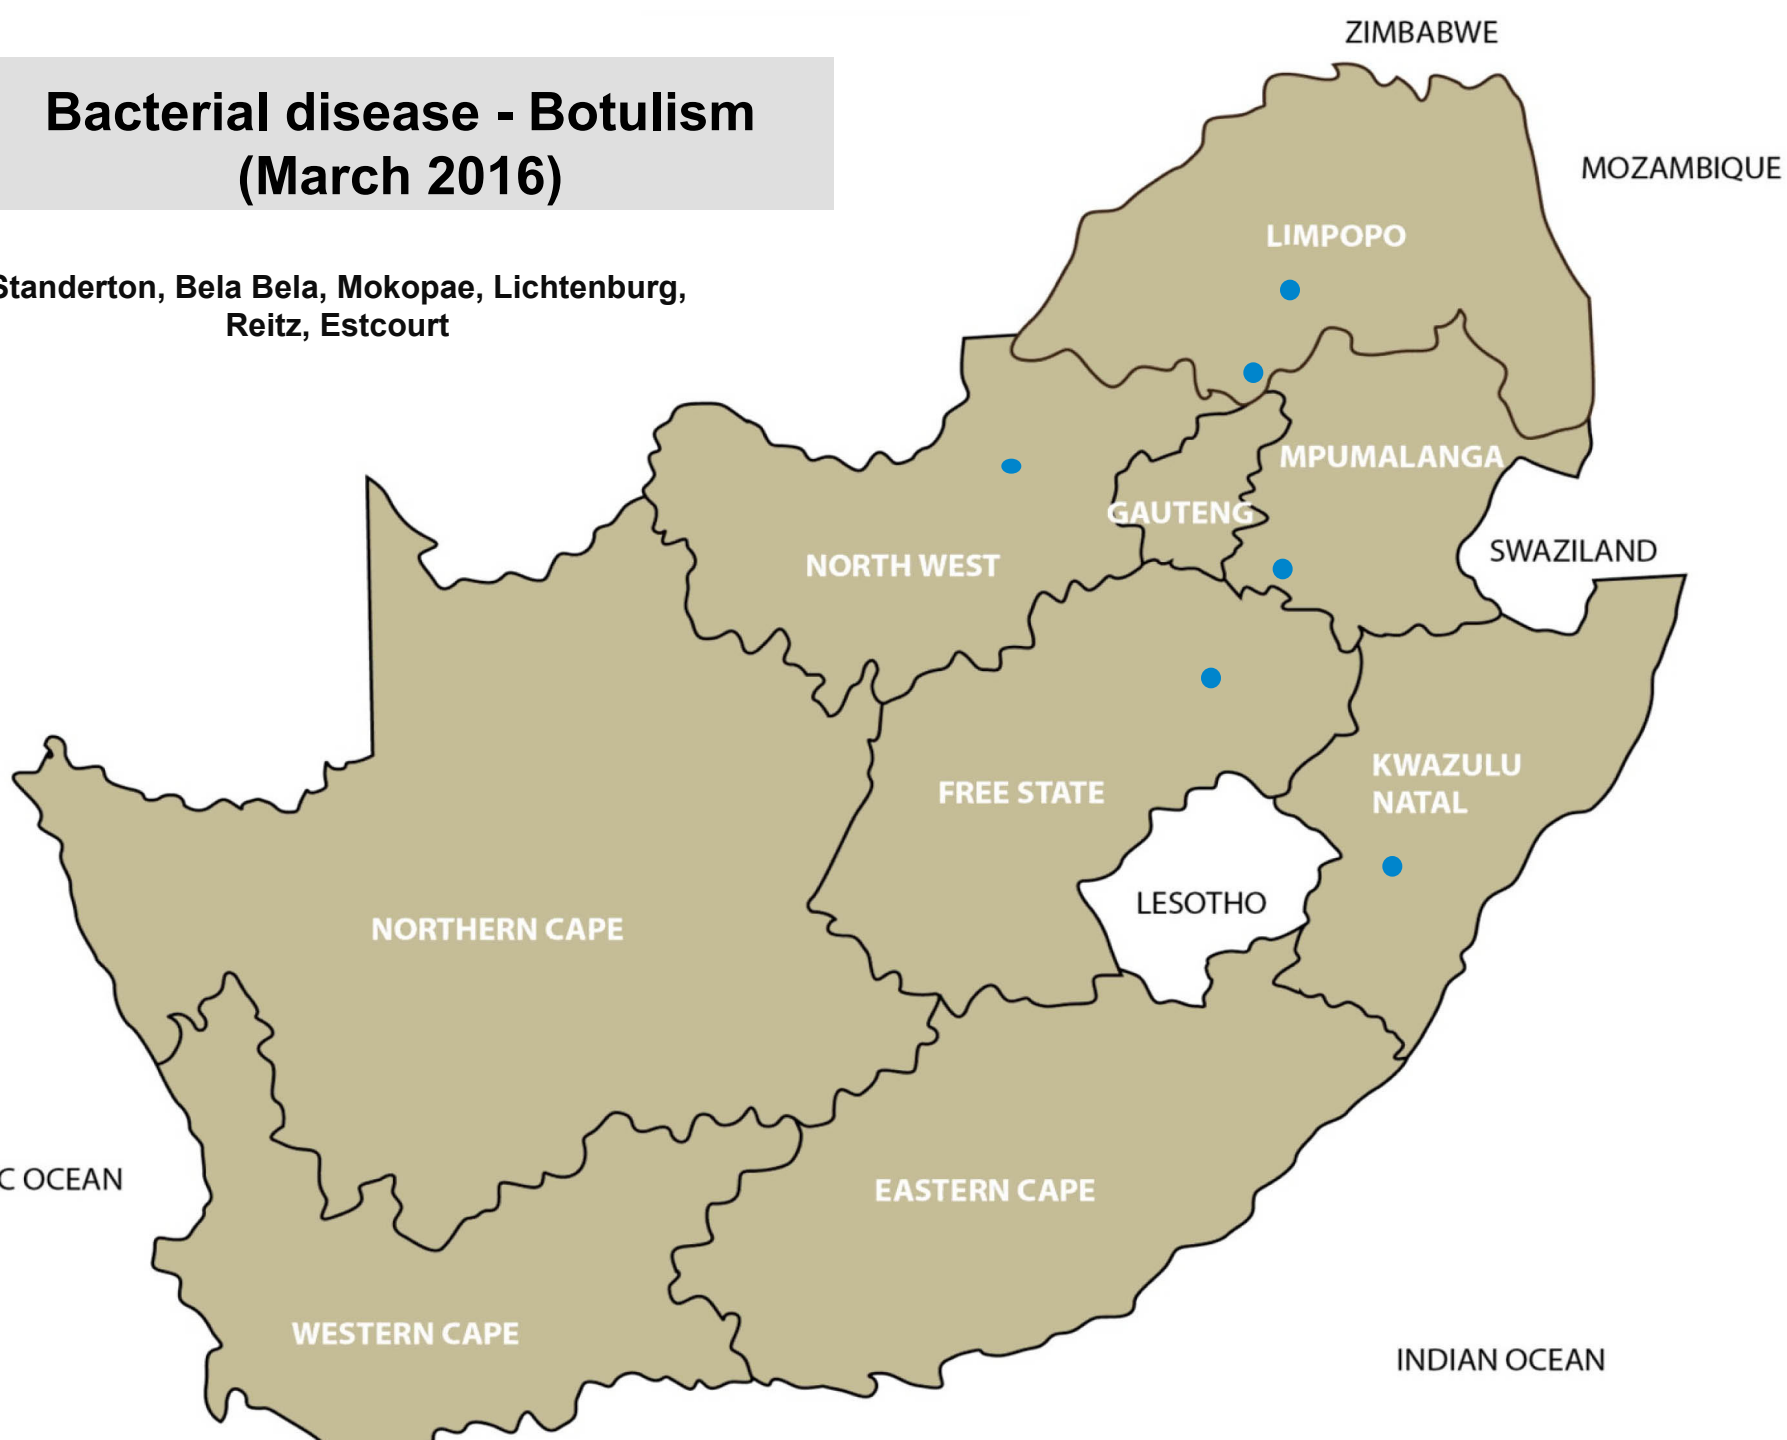 ZIMBABWE
Bacterial disease - Botulism
(March 2016)
MOZAMBIQUE
LIMPOPO
Standerton, Bela Bela, Mokopae, Lichtenburg,
Reitz, Estcourt
MPUMALANGA
GAUTENG
SWAZILAND
NORTH WEST
KWAZULU
NATAL
FREE STATE
LESOTHO
NORTHERN CAPE
C OCEAN
EASTERN CAPE
WESTERN CAPE
INDIAN OCEAN